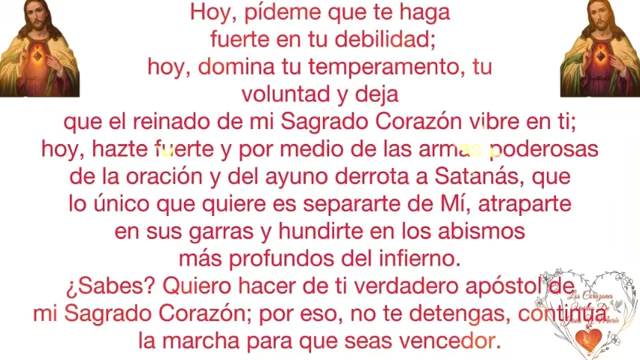 Hoy, pídeme que te haga
fuerte en tu debilidad;
hoy, domina tu temperamento, tu
voluntad y deja
que el reinado de mi Sagrado Corazón vibre en ti;
hoy, hazte fuerte y por medio de las armas poderosas
de la oración y del ayuno derrota a Satanás, que
lo único que quiere es separarte de Mí, atraparte
en sus garras y hundirte en los abismos
más profundos del infierno.
¿Sabes? Quiero hacer de ti verdadero apóstol de
mi Sagrado Corazón; por eso, no te detengas, continúa
la marcha para que seas vencedor.
Los Corazones